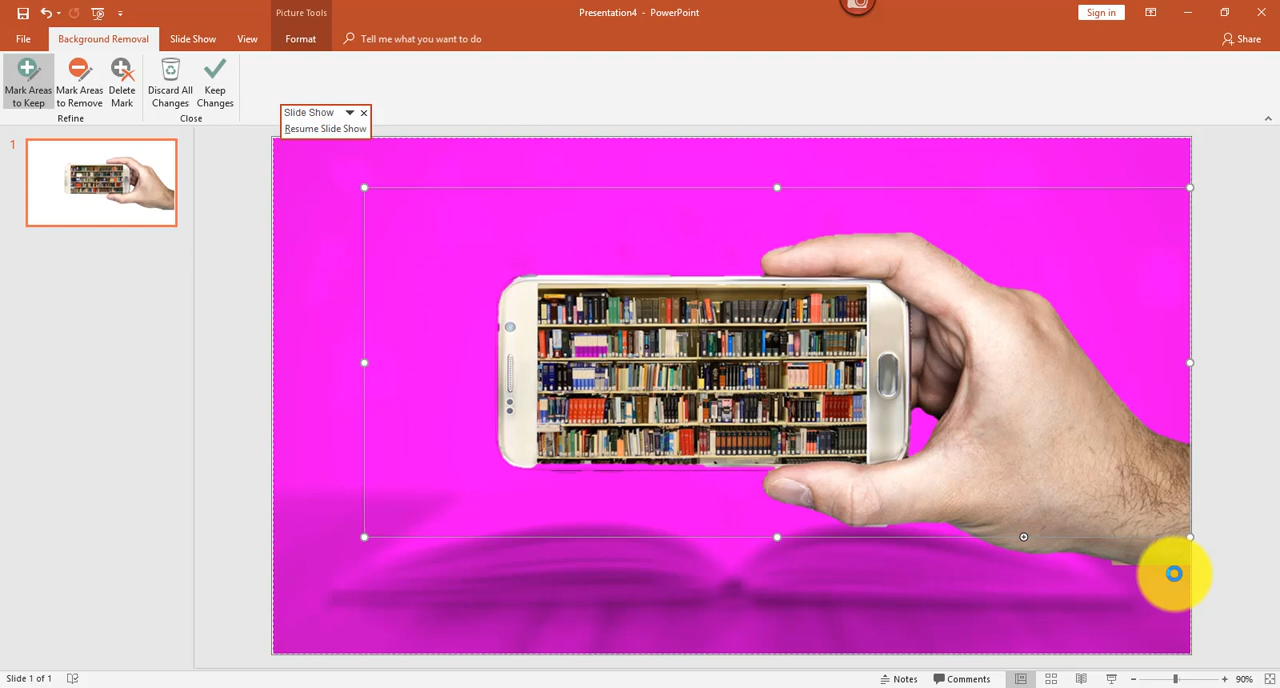 Picture Tools
Presentation4 - PowerPoint
Sign in
File
Background Removal
Slide Show
View
Format
Tell me what you want to do
Share
Mark Areas to Keep
Mark Areas to Remove
Delete Mark
Discard All Changes
Keep Changes
Refine
Close
Slide Show
Resume Slide Show
1
Slide 1 of 1
Notes
Comments
90%